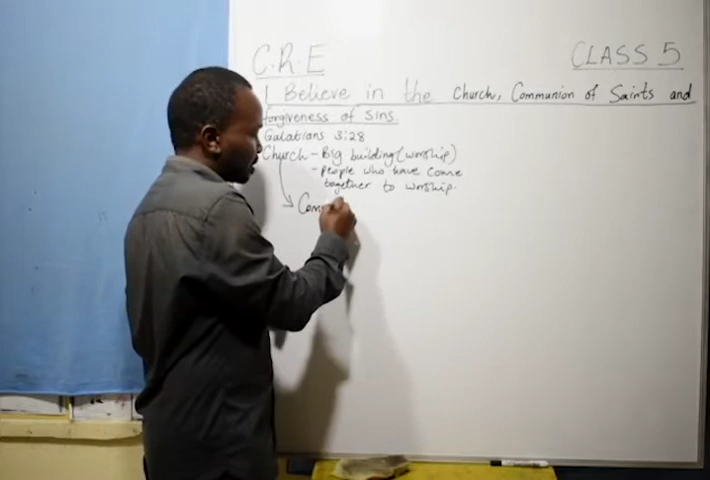 C.R.E
CLASS 5
I Believe in the Church, Communion of Saints and
forgiveness of Sins.
Galatians 3:28
Church - Big building (worship)
- people who have come
together to worship.
Com